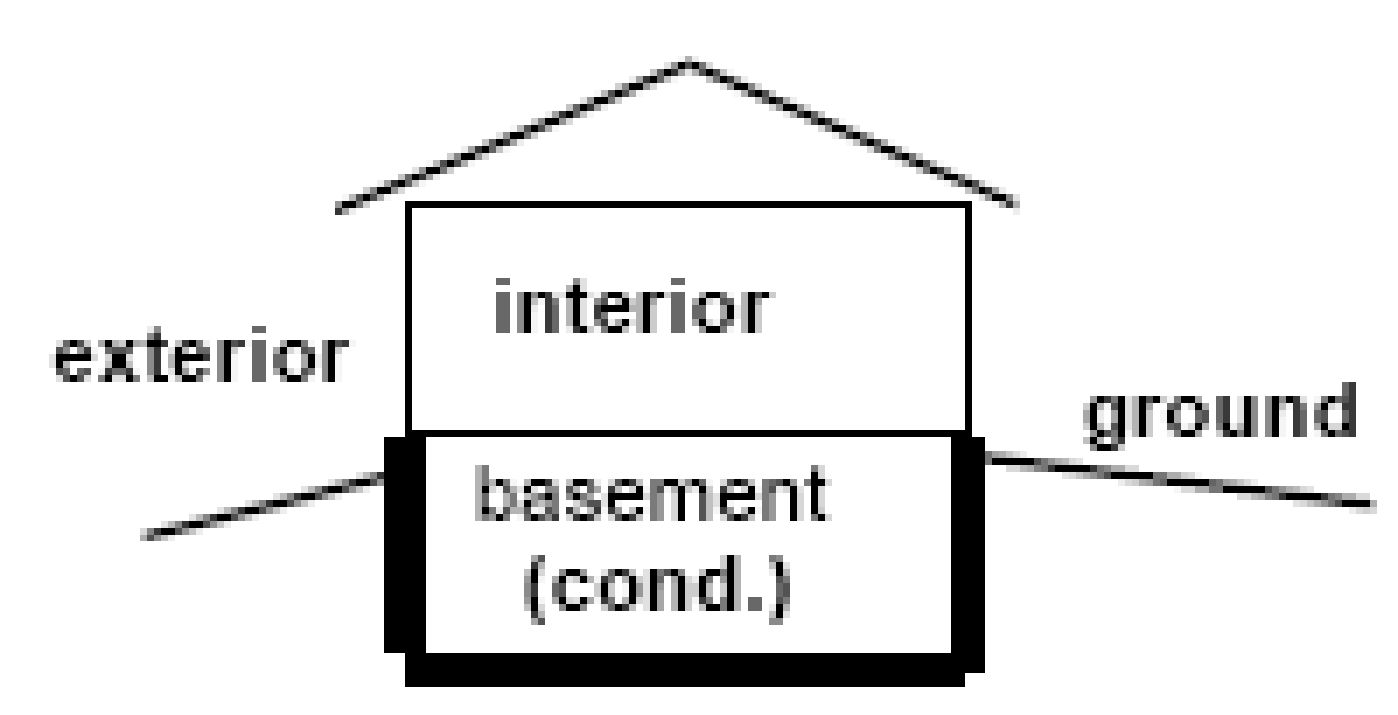 interior
exterior
ground
basement
(cond.)